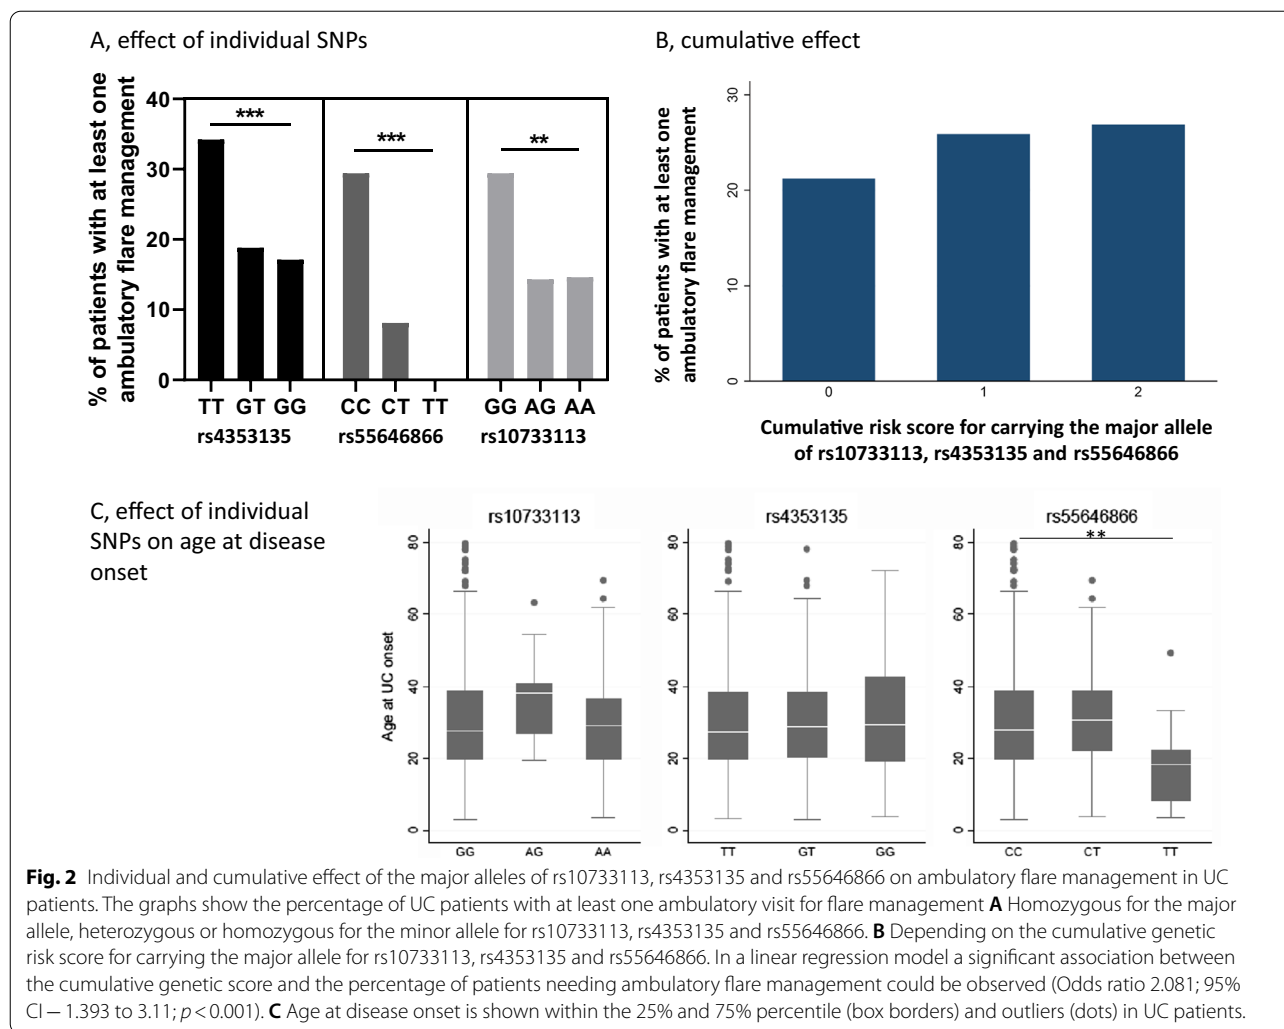 A, effect of individual SNPs
% of patients with at least one
ambulatory flare management
40
30
20
10
0
***
***
**
TT GT GG CC CT TT GG AG AA
rs4353135 rs55646866 rs10733113
B, cumulative effect
% of patients with at least one
ambulatory flare management
30
20
10
0
0 1 2
Cumulative risk score for carrying the major allele
of rs10733113, rs4353135 and rs55646866
C, effect of individual
SNPs on age at disease
onset
Age at UC onset
rs10733113
80
60
40
20
0
GG AG AA
rs4353135
80
60
40
20
0
TT GT GG
rs55646866
**
80
60
40
20
0
CC CT TT
Fig. 2 Individual and cumulative effect of the major alleles of rs10733113, rs4353135 and rs55646866 on ambulatory flare management in UC
patients. The graphs show the percentage of UC patients with at least one ambulatory visit for flare management A Homozygous for the major
allele, heterozygous or homozygous for the minor allele for rs10733113, rs4353135 and rs55646866. B Depending on the cumulative genetic
risk score for carrying the major allele for rs10733113, rs4353135 and rs55646866. In a linear regression model a significant association between
the cumulative genetic score and the percentage of patients needing ambulatory flare management could be observed (Odds ratio 2.081; 95%
CI − 1.393 to 3.11; p < 0.001). C Age at disease onset is shown within the 25% and 75% percentile (box borders) and outliers (dots) in UC patients.